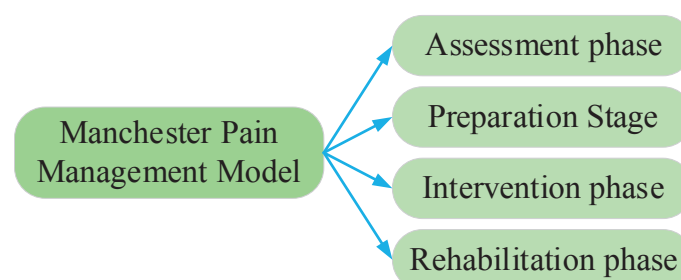 Manchester Pain
Management Model
Assessment phase
Preparation Stage
Intervention phase
Rehabilitation phase